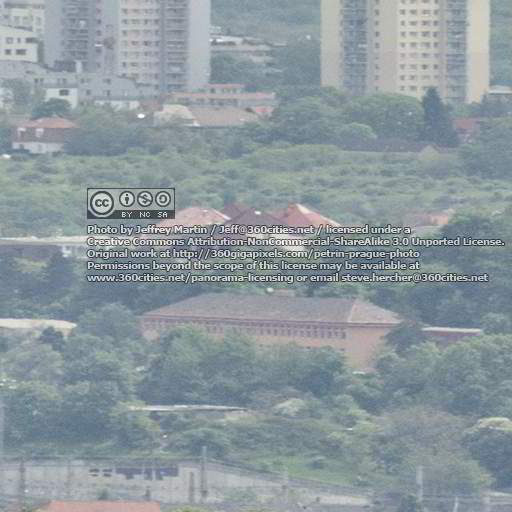 cc
BY NC SA
Photo by Jeffrey Martin / Jeff@360cities.net / licensed under a
Creative Commons Attribution-NonCommercial-ShareAlike 3.0 Unported License.
Original work at http://360gigapixels.com/petrin-prague-photo
Permissions beyond the scope of this license may be available at
www.360cities.net/panorama-licensing or email steve.hercher@360cities.net